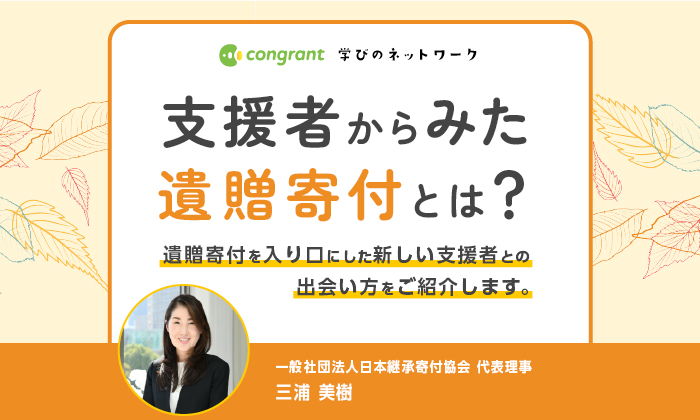 congrant 学びのネットワーク
支援者からみた
遺贈寄付とは？
遺贈寄付を入り口にした新しい支援者との
出会い方をご紹介します。
一般社団法人日本継承寄付協会 代表理事
三浦 美樹